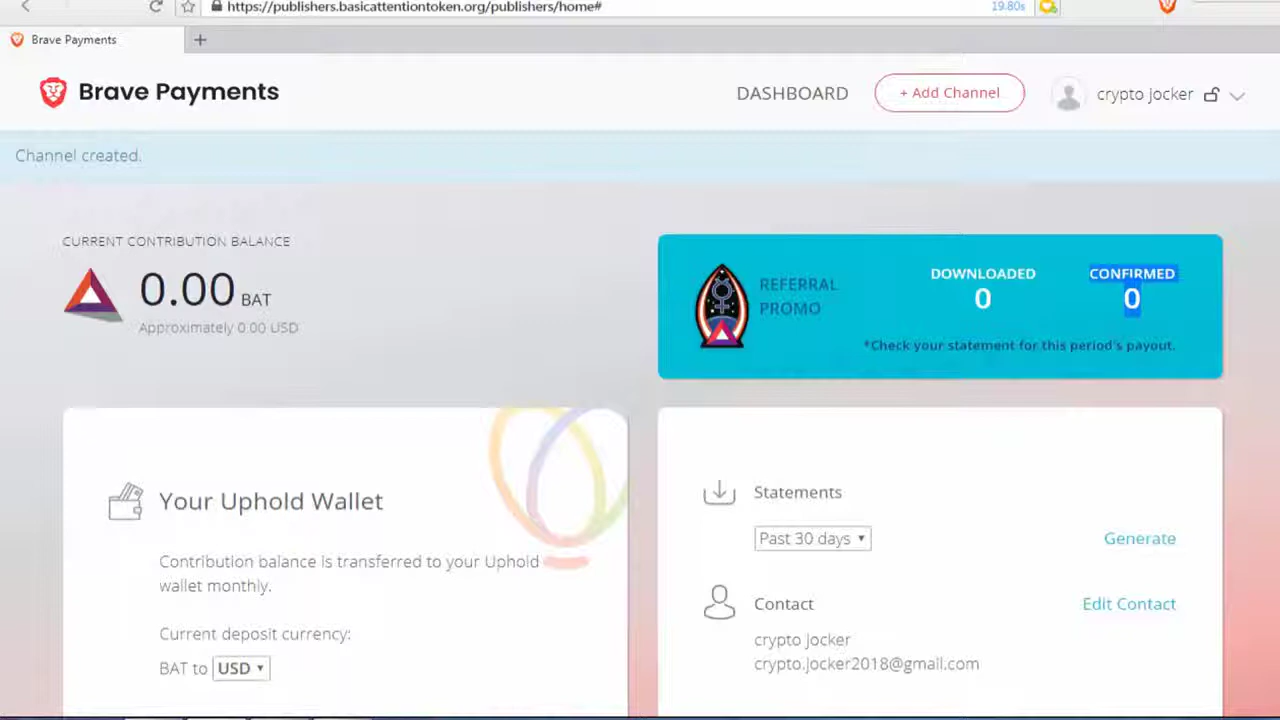 https://publishers.basicattentiontoken.org/publishers/home#
19.80s
Brave Payments
Brave Payments
DASHBOARD
+ Add Channel
crypto jocker
Channel created.
CURRENT CONTRIBUTION BALANCE
0.00 BAT
Approximately 0.00 USD
REFERRAL
PROMO
DOWNLOADED
0
CONFIRMED
0
*Check your statement for this period's payout.
Your Uphold Wallet
Contribution balance is transferred to your Uphold
wallet monthly.
Current deposit currency:
BAT to USD
Statements
Past 30 days
Generate
Contact
Edit Contact
crypto jocker
crypto.jocker2018@gmail.com